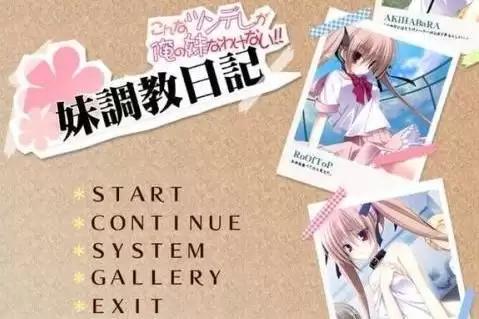 こんなツンデレが
俺の妹なわけない!!
妹調教日記
AKIHABaRA
RoOfToP
*START
*CONTINUE
*SYSTEM
*GALLERY
*EXIT